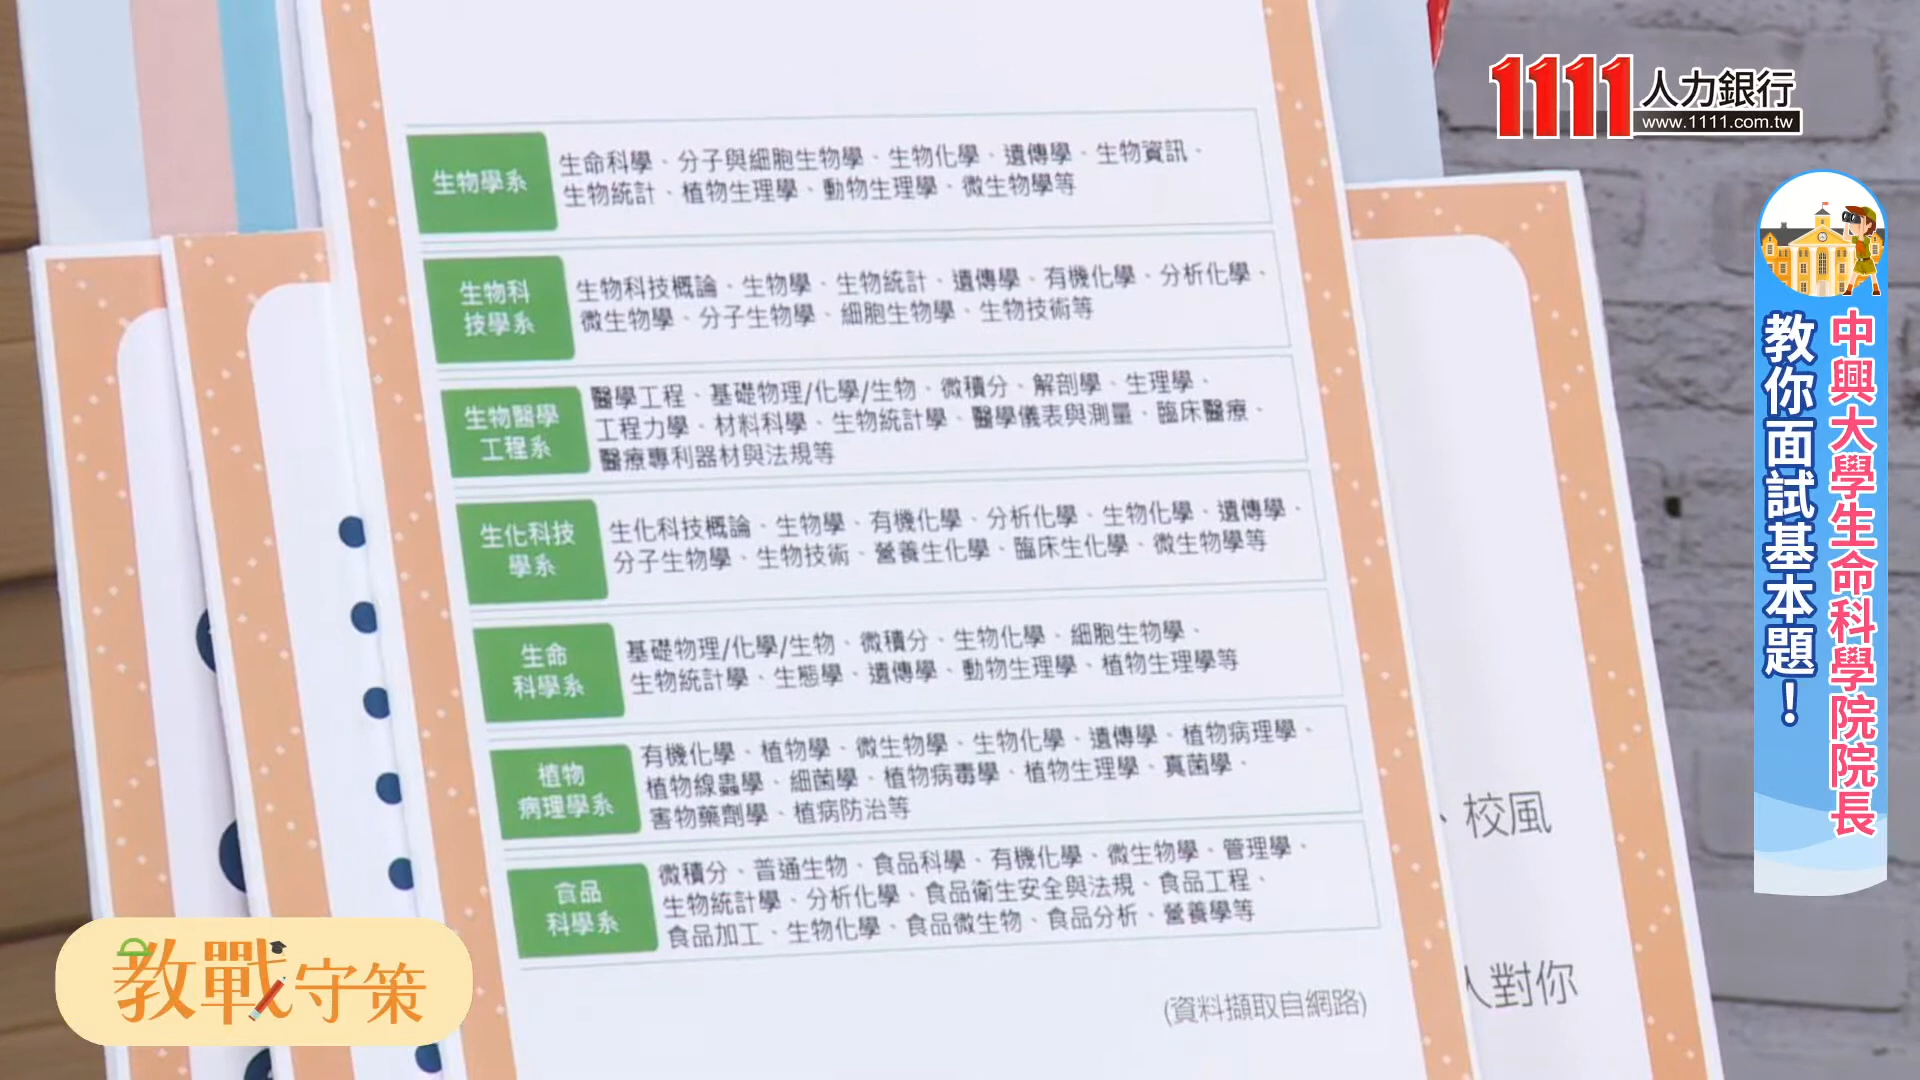 1111人力銀行
www.1111.com.tw
中興大學生命科學院院長
教你面試基本題！
生物學系
生命科學、分子與細胞生物學、生物化學、遺傳學、生物資訊、
生物統計、植物生理學、動物生理學、微生物學等
生物科
技學系
生物科技概論、生物學、生物統計、遺傳學、有機化學、分析化學、
微生物學、分子生物學、細胞生物學、生物技術等
生物醫學
工程系
醫學工程、基礎物理/化學/生物、微積分、解剖學、生理學、
工程力學、材料科學、生物統計學、醫學儀表與測量、臨床醫療、
醫療專利器材與法規等
生化科技
學系
生化科技概論、生物學、有機化學、分析化學、生物化學、遺傳學、
分子生物學、生物技術、營養生化學、臨床生化學、微生物學等
生命
科學系
基礎物理/化學/生物、微積分、生物化學、細胞生物學、
生物統計學、生態學、遺傳學、動物生理學、植物生理學等
植物
病理學系
有機化學、植物學、微生物學、生物化學、遺傳學、植物病理學、
植物線蟲學、細菌學、植物病毒學、植物生理學、真菌學、
害物藥劑學、植病防治等
食品
科學系
微積分、普通生物、食品科學、有機化學、微生物學、管理學、
生物統計學、分析化學、食品衛生安全與法規、食品工程、
食品加工、生物化學、食品微生物、食品分析、營養學等
(資料擷取自網路)
、校風
人對你
教戰守策